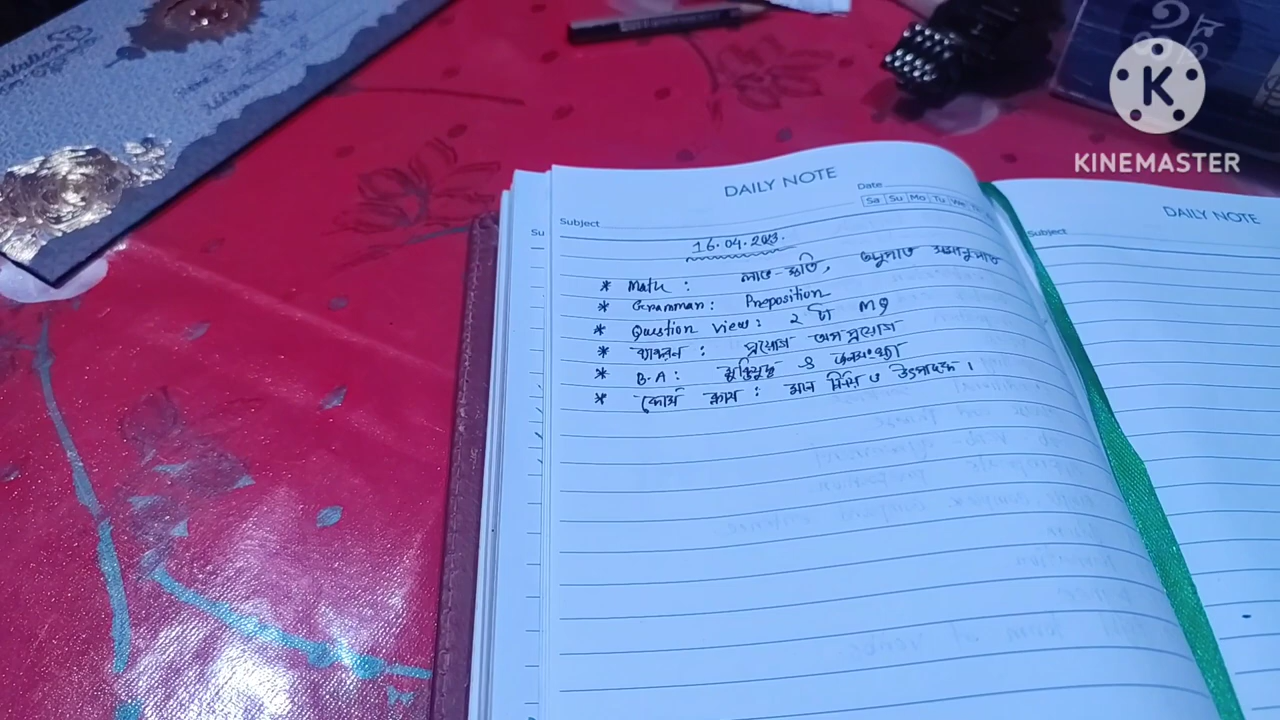 KINEMASTER
DAILY NOTE
Date
Sa Su Mo Tu We
Subject
16.04.2023.
* Math : লাভ-ক্ষতি, অনুপাত সমানুপাত
* Grammar: Preposition
* Question view: ২ টা MQ
* ব্যাকরন : প্রয়োগ অপপ্রয়োগ
* B.A: মুক্তিযুদ্ধ ও জনসংখ্যা
* কোর্স ক্লাস : মান নির্ণয় ও উৎপাদক।
DAILY NOTE
Subject